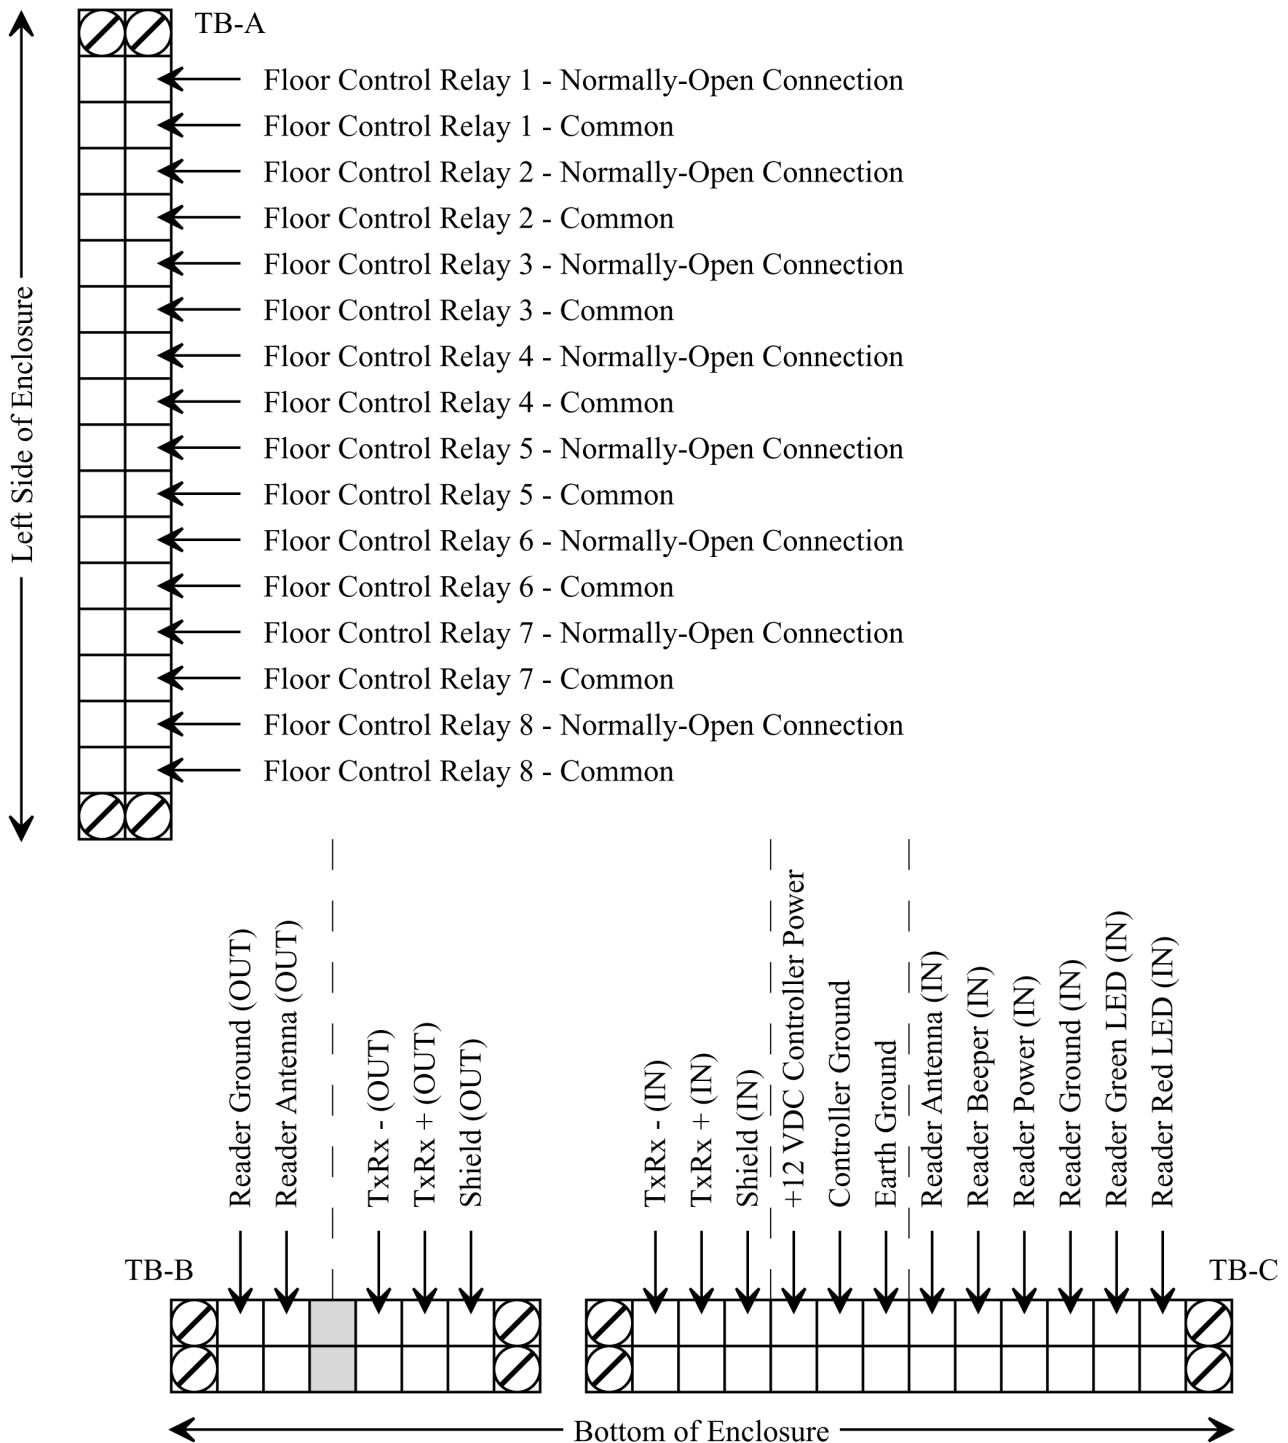 TB-A
Floor Control Relay 1 - Normally-Open Connection
Floor Control Relay 1 - Common
Floor Control Relay 2 - Normally-Open Connection
Floor Control Relay 2 - Common
Floor Control Relay 3 - Normally-Open Connection
Floor Control Relay 3 - Common
Floor Control Relay 4 - Normally-Open Connection
Floor Control Relay 4 - Common
Floor Control Relay 5 - Normally-Open Connection
Floor Control Relay 5 - Common
Floor Control Relay 6 - Normally-Open Connection
Floor Control Relay 6 - Common
Floor Control Relay 7 - Normally-Open Connection
Floor Control Relay 7 - Common
Floor Control Relay 8 - Normally-Open Connection
Floor Control Relay 8 - Common
Left Side of Enclosure
Reader Ground (OUT)
Reader Antenna (OUT)
TxRx - (OUT)
TxRx + (OUT)
Shield (OUT)
TxRx - (IN)
TxRx + (IN)
Shield (IN)
+12 VDC Controller Power
Controller Ground
Earth Ground
Reader Antenna (IN)
Reader Beeper (IN)
Reader Power (IN)
Reader Ground (IN)
Reader Green LED (IN)
Reader Red LED (IN)
TB-B
TB-C
Bottom of Enclosure